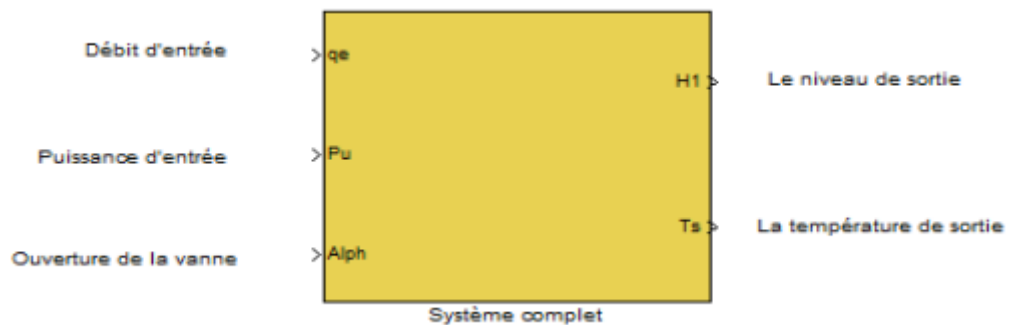 Débit d'entrée
qe
H1
Le niveau de sortie
Puissance d'entrée
Pu
Ts
La température de sortie
Ouverture de la vanne
Alph
Système complet